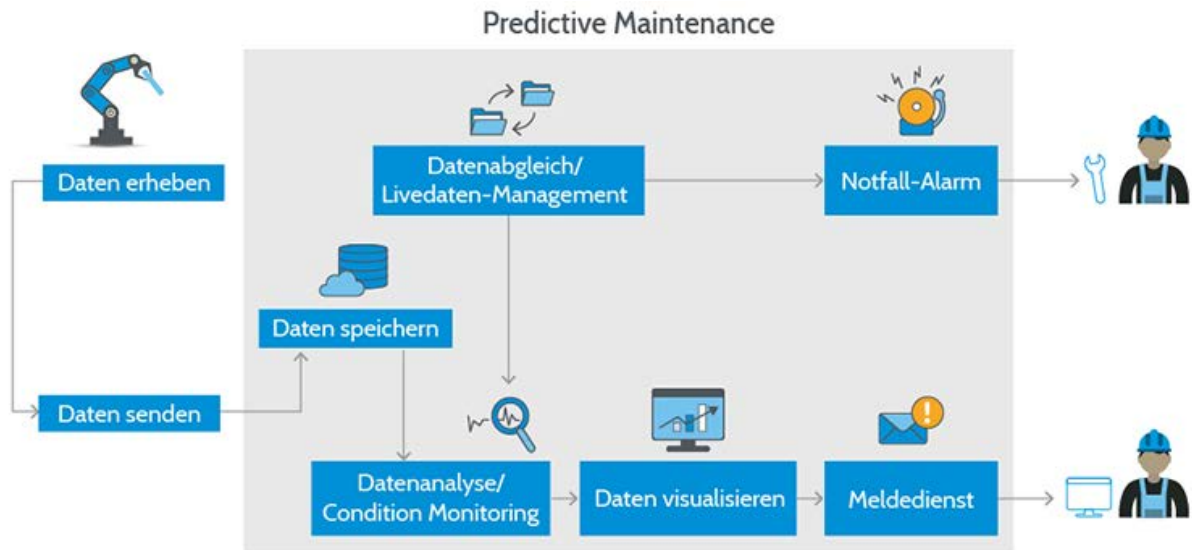 Predictive Maintenance
Daten erheben
Datenabgleich/
Livedaten-Management
Notfall-Alarm
Daten speichern
Daten senden
Datenanalyse/
Condition Monitoring
Daten visualisieren
Meldedienst